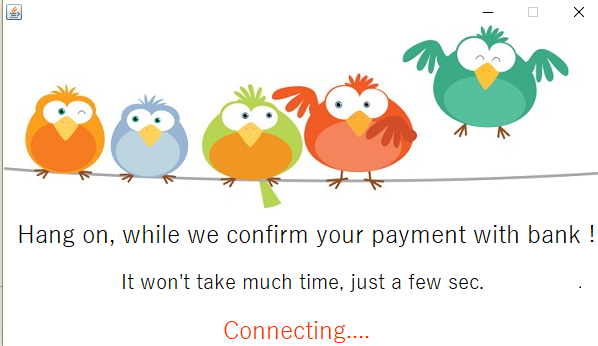 Hang on, while we confirm your payment with bank !
It won't take much time, just a few sec.
Connecting....